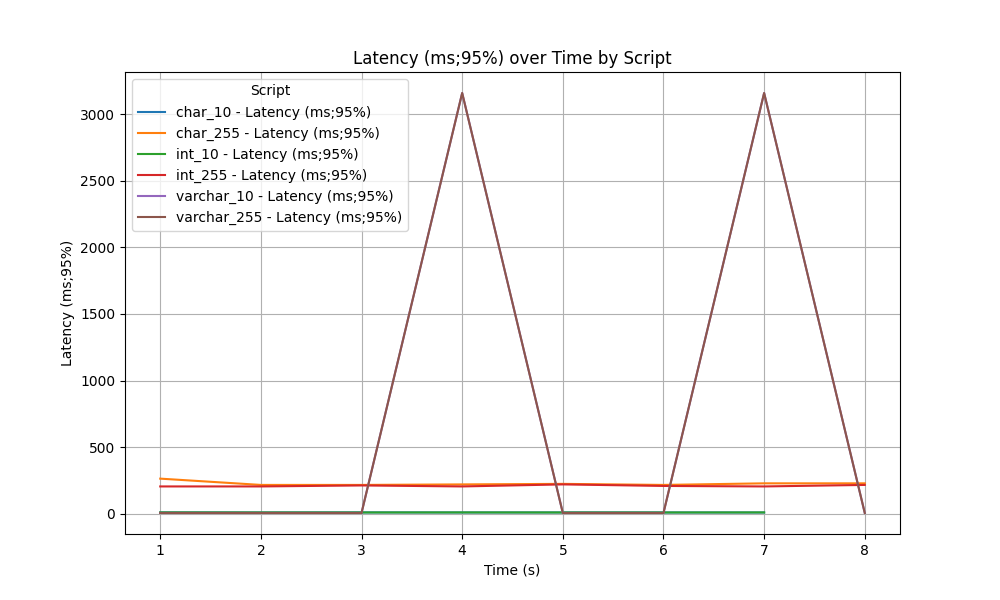 Latency (ms;95%) over Time by Script
Script
char_10 - Latency (ms;95%)
char_255 - Latency (ms;95%)
int_10 - Latency (ms;95%)
int_255 - Latency (ms;95%)
varchar_10 - Latency (ms;95%)
varchar_255 - Latency (ms;95%)
Latency (ms;95%)
3000
2500
2000
1500
1000
500
0
1 2 3 4 5 6 7 8
Time (s)